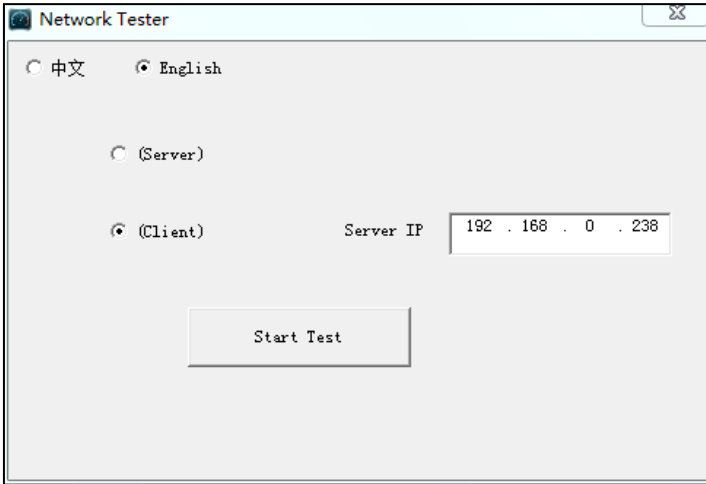 Network Tester
中文 English
(Server)
(Client) Server IP 192 . 168 . 0 . 238
Start Test